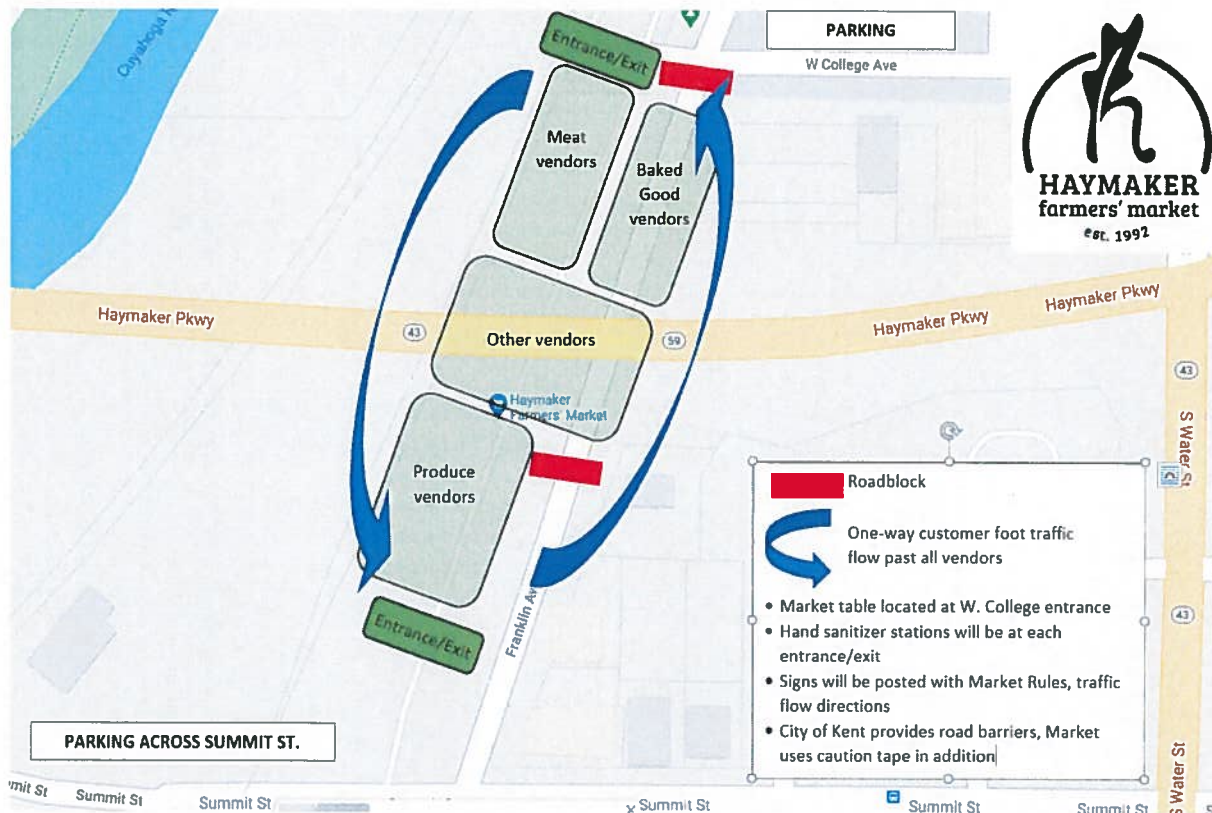 Cuyahoga
PARKING
W College Ave
Entrance/Exit
Meat
vendors
Baked
Good
vendors
HAYMAKER
farmers' market
est. 1992
Haymaker Pkwy
43
Other vendors
59
Haymaker Pkwy
Haymaker Pkwy
43
S Water St
Haymaker
Farmers' Market
Produce
vendors
Entrance/Exit
Franklin Av
Roadblock
One-way customer foot traffic
flow past all vendors
• Market table located at W. College entrance
• Hand sanitizer stations will be at each
entrance/exit
• Signs will be posted with Market Rules, traffic
flow directions
• City of Kent provides road barriers, Market
uses caution tape in addition
43
S Water St
PARKING ACROSS SUMMIT ST.
mit St
Summit St
Summit St
Summit St
Summit St
Summit St